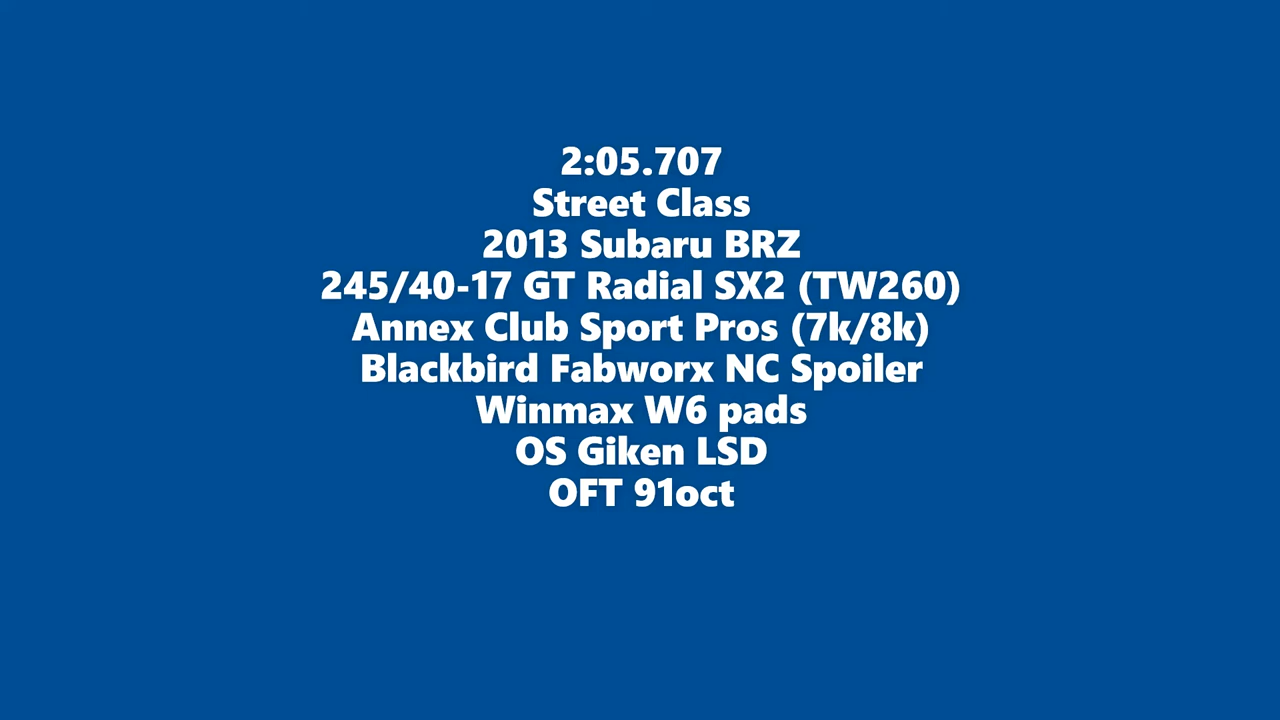 2:05.707
Street Class
2013 Subaru BRZ
245/40-17 GT Radial SX2 (TW260)
Annex Club Sport Pros (7k/8k)
Blackbird Fabworx NC Spoiler
Winmax W6 pads
OS Giken LSD
OFT 91oct